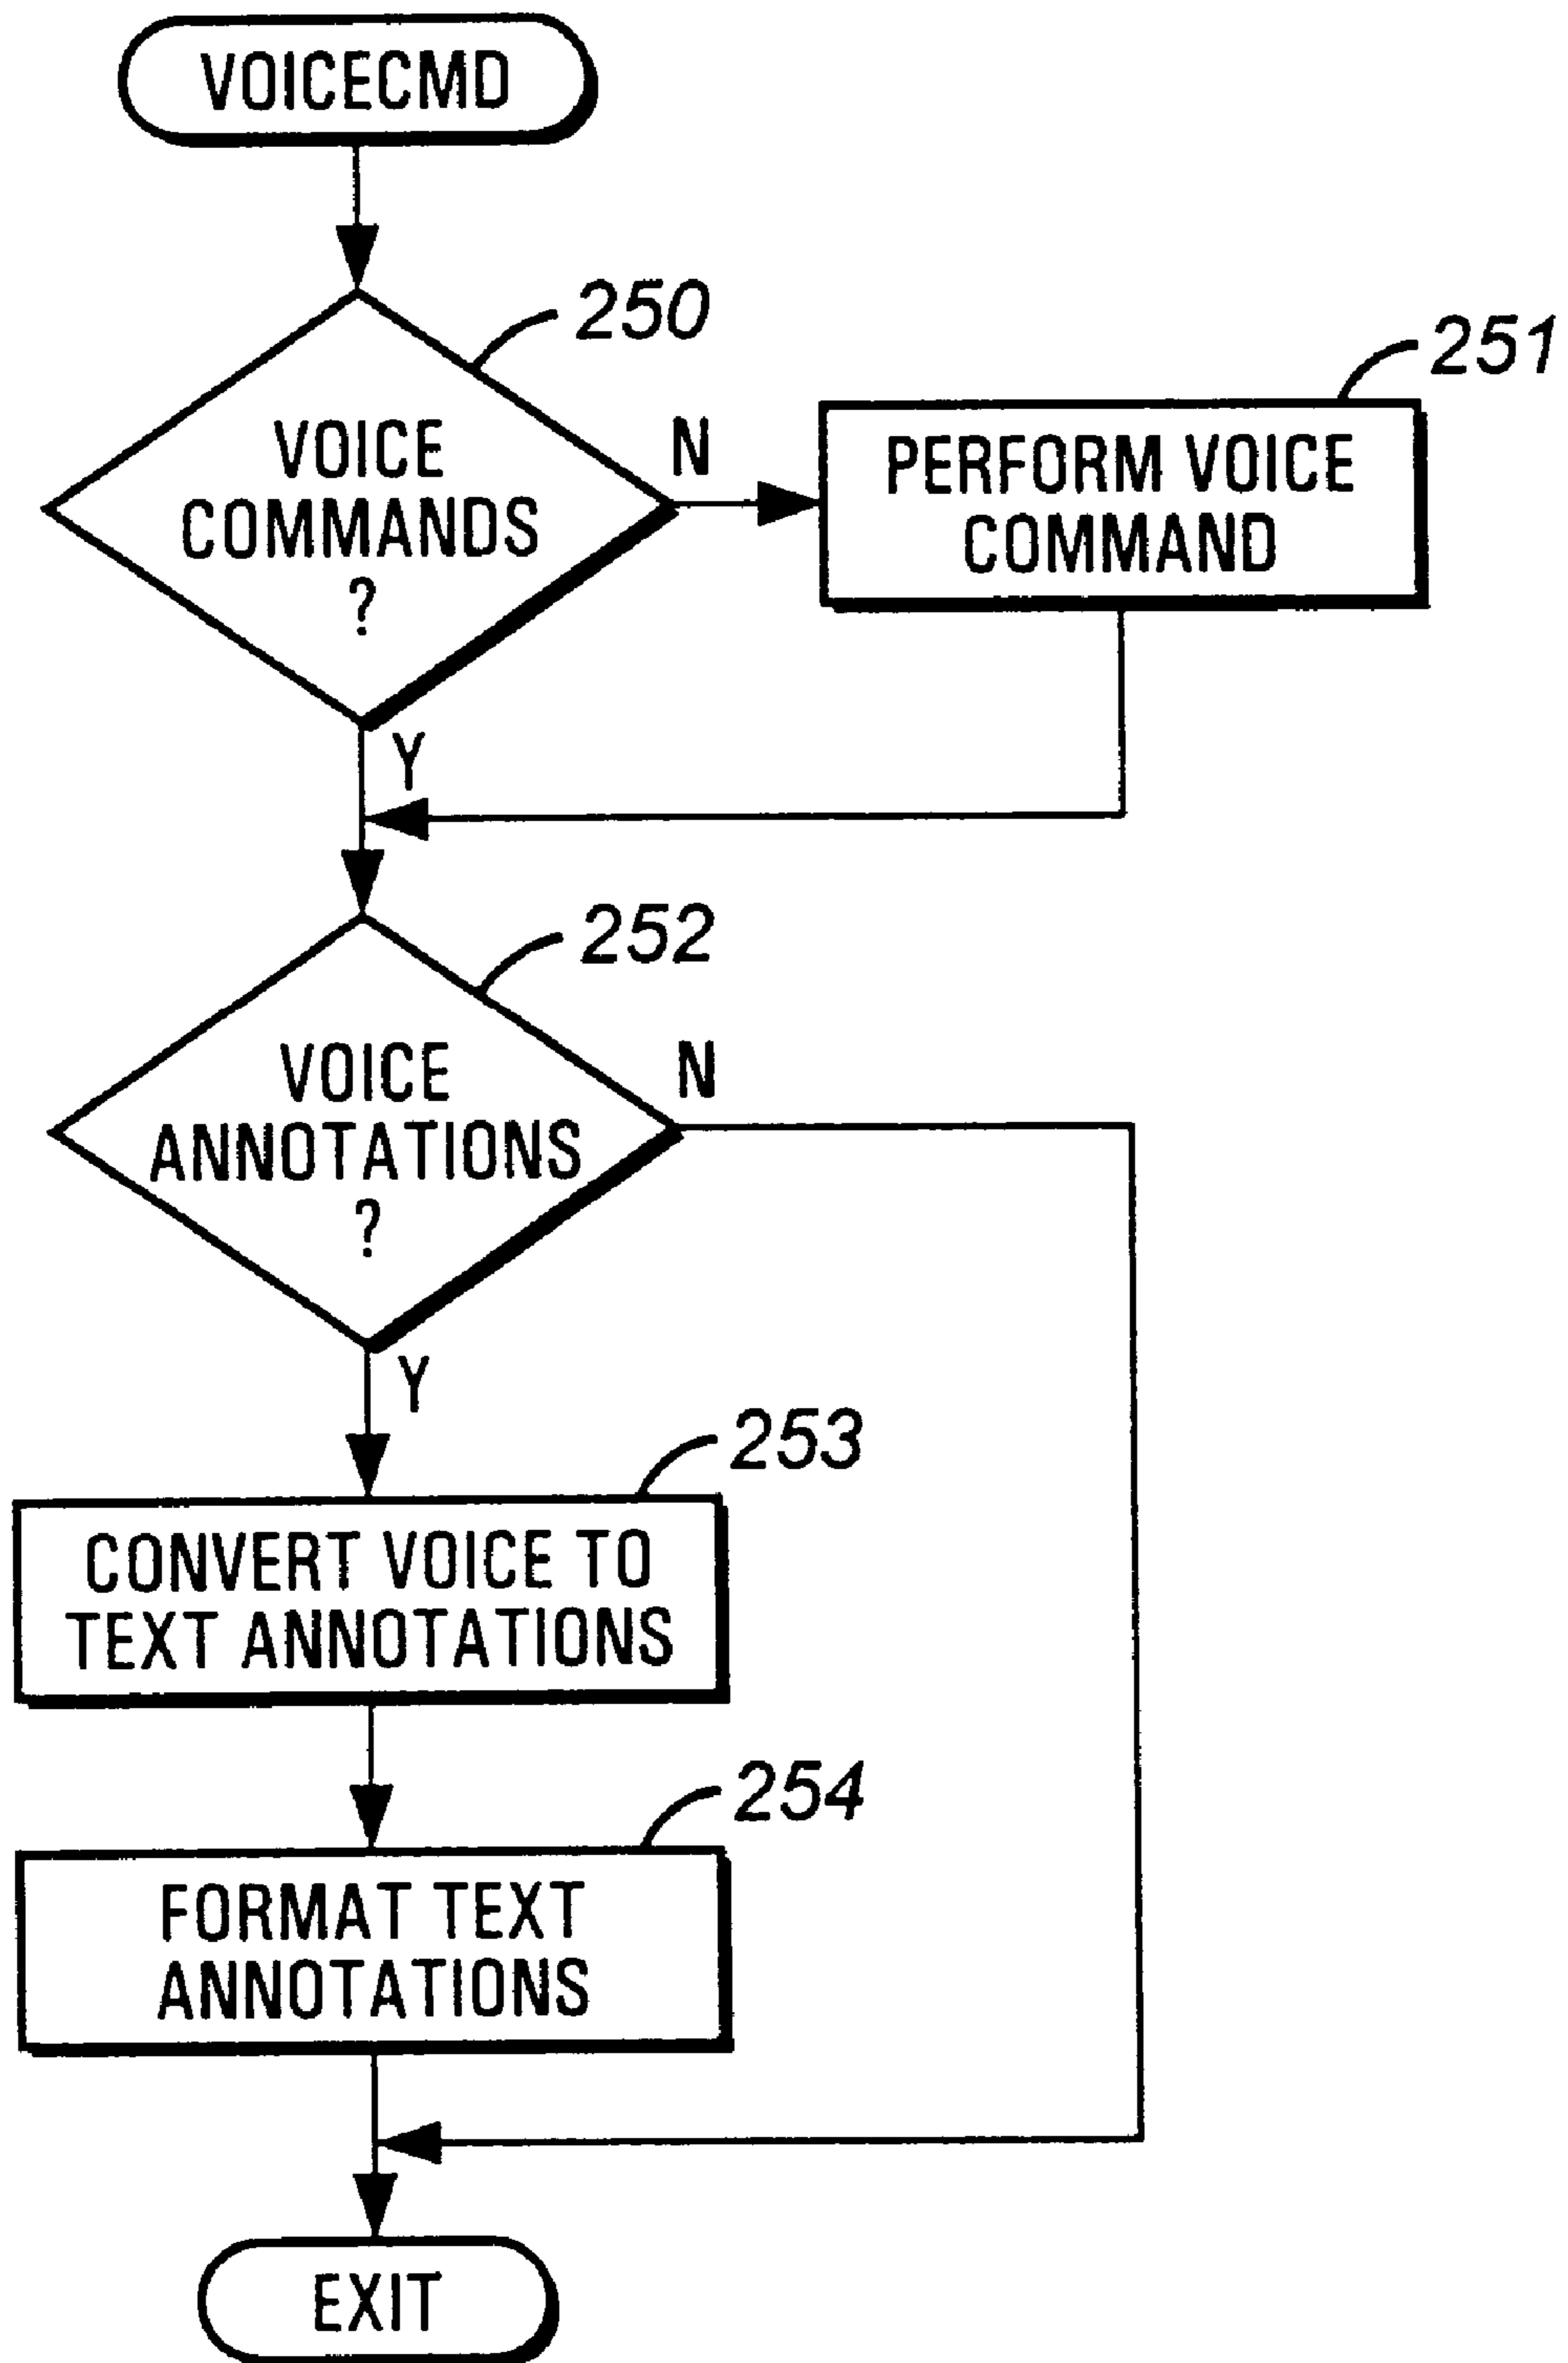 VOICECMD
250
251
VOICE
COMMANDS
?
N
PERFORM VOICE
COMMAND
Y
252
VOICE
ANNOTATIONS
?
N
Y
253
CONVERT VOICE TO
TEXT ANNOTATIONS
254
FORMAT TEXT
ANNOTATIONS
EXIT